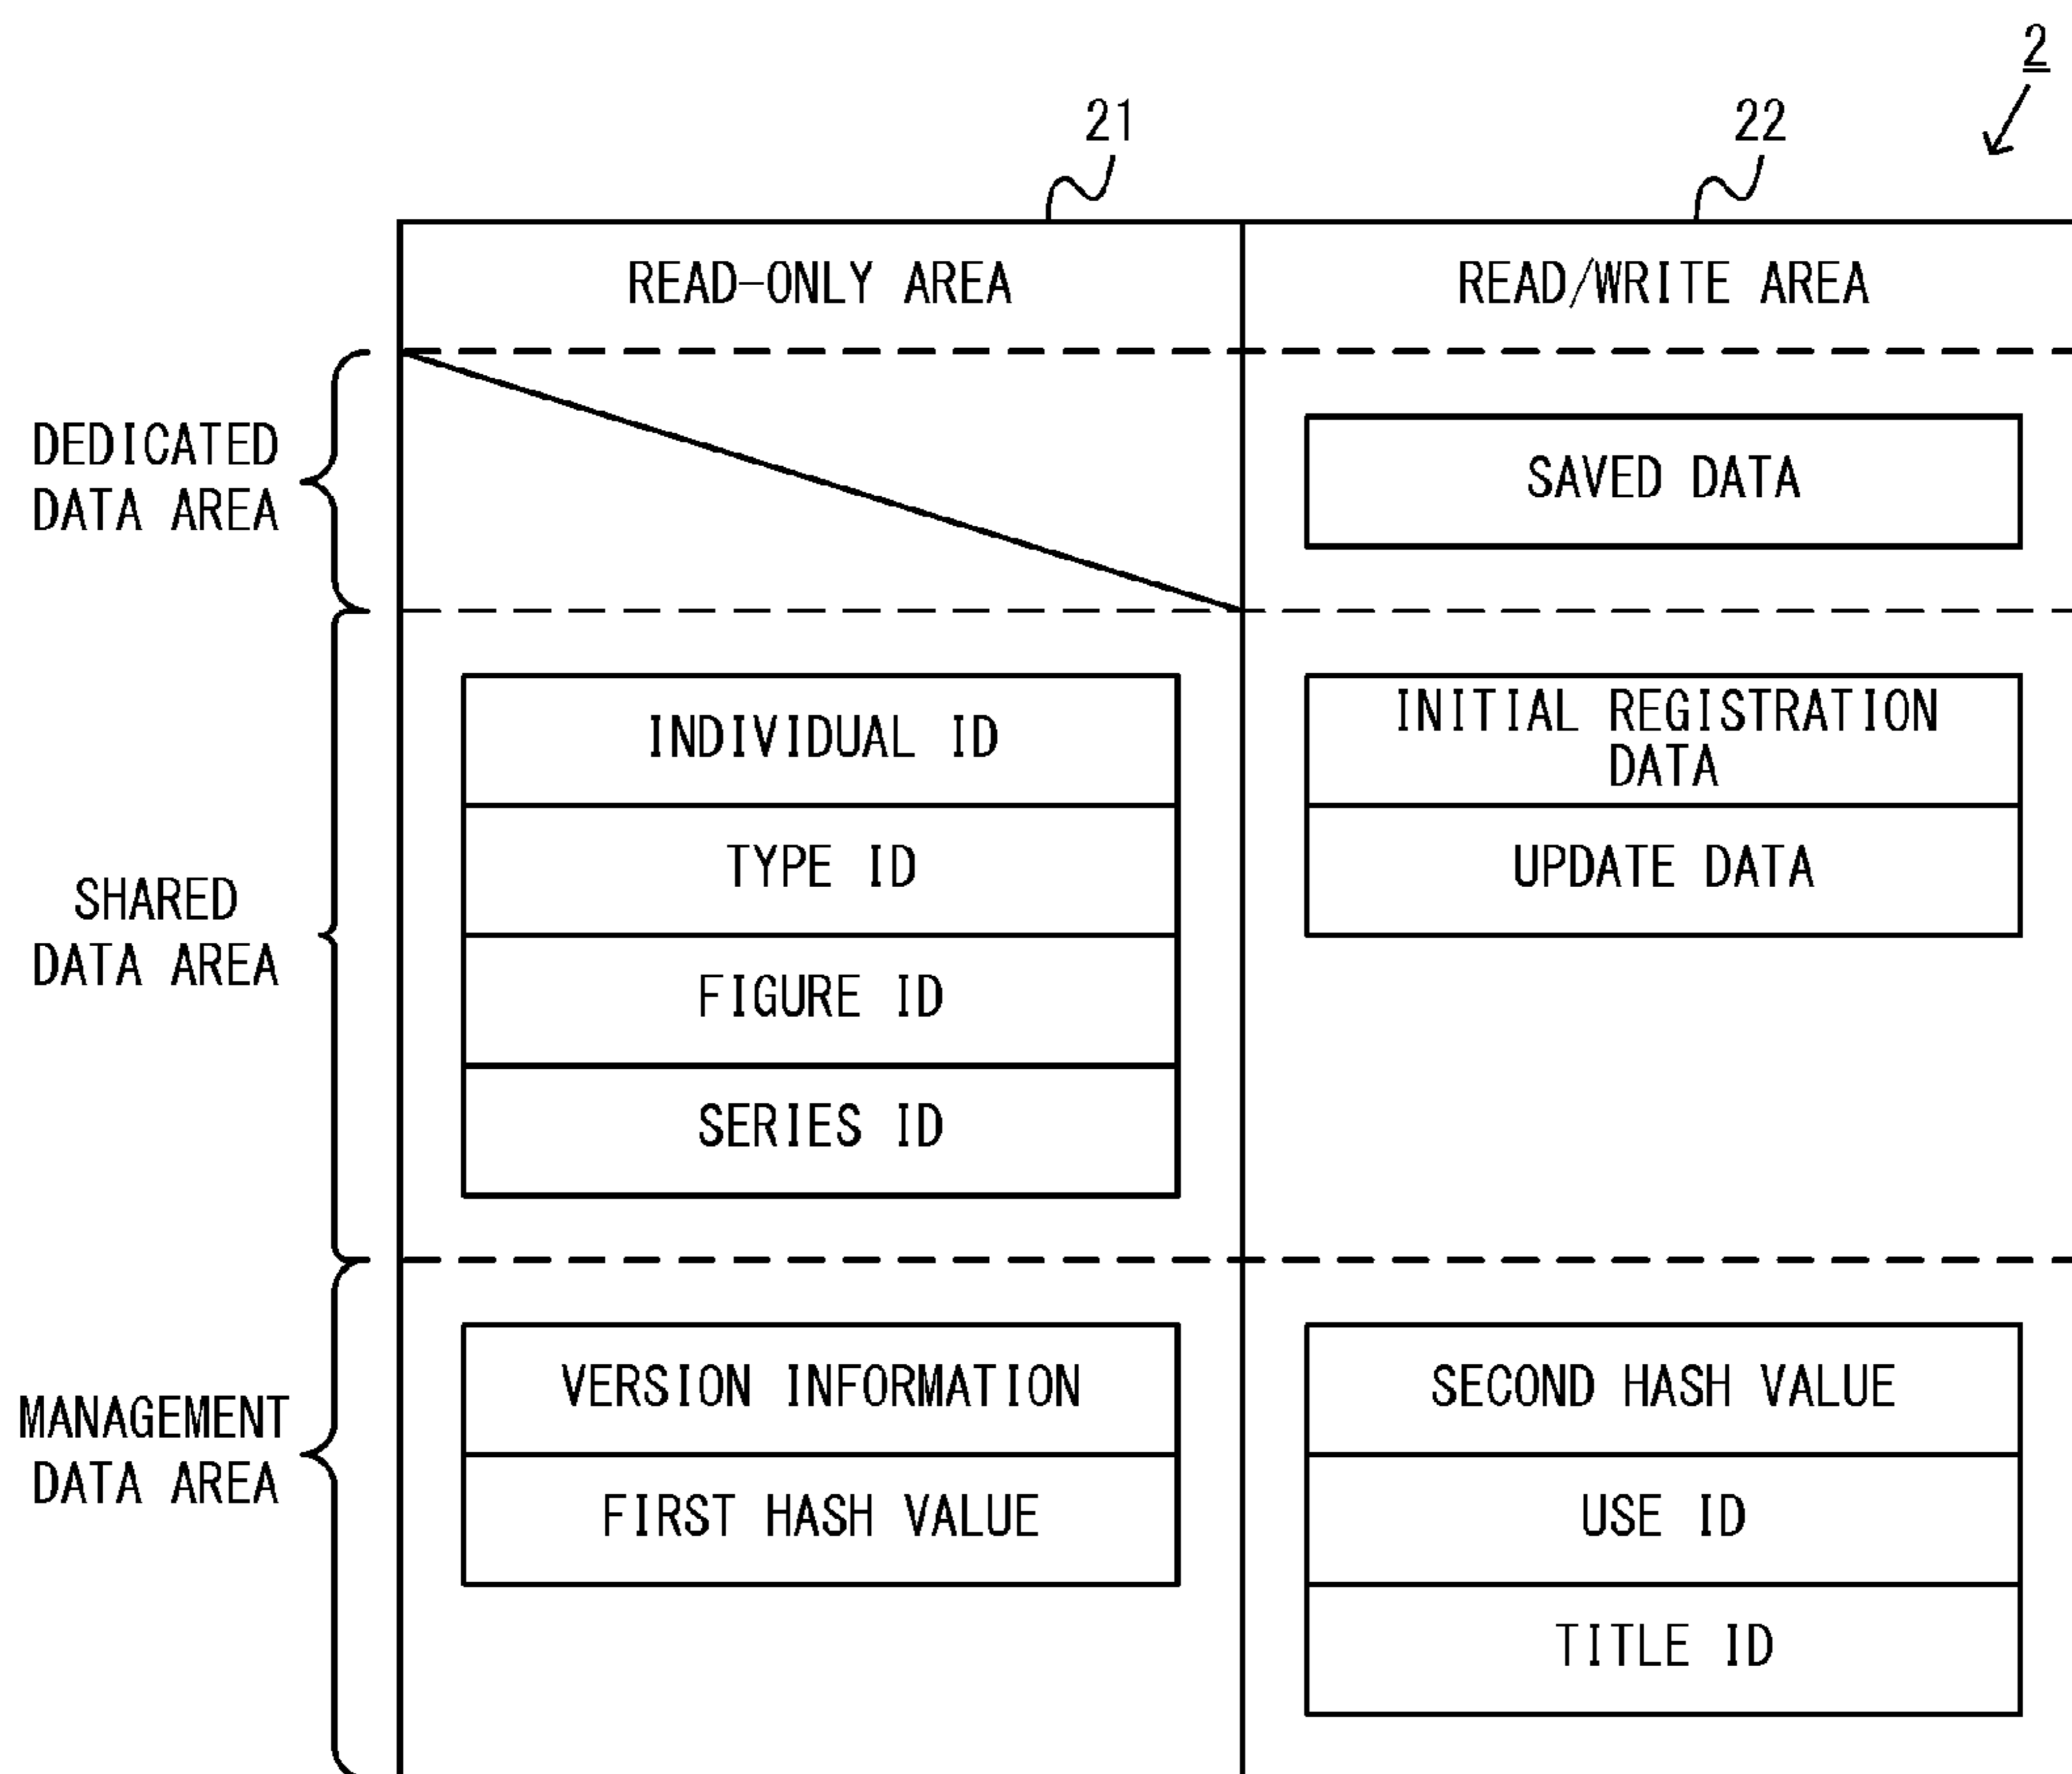 2
21
22
READ-ONLY AREA
READ/WRITE AREA
DEDICATED
DATA AREA
SAVED DATA
SHARED
DATA AREA
INDIVIDUAL ID
TYPE ID
FIGURE ID
SERIES ID
INITIAL REGISTRATION
DATA
UPDATE DATA
MANAGEMENT
DATA AREA
VERSION INFORMATION
FIRST HASH VALUE
SECOND HASH VALUE
USE ID
TITLE ID